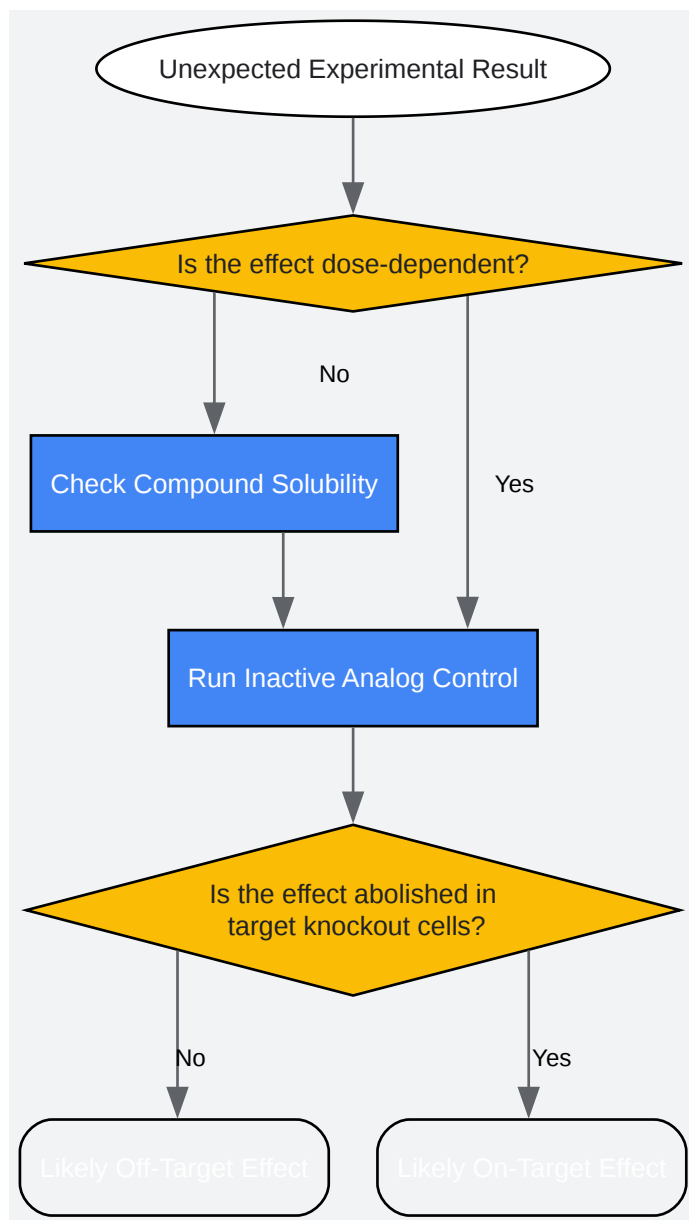 Unexpected Experimental Result
Is the effect dose-dependent?
No
Check Compound Solubility
Yes
Run Inactive Analog Control
Is the effect abolished in
target knockout cells?
No
Yes
Likely Off-Target Effect
Likely On-Target Effect